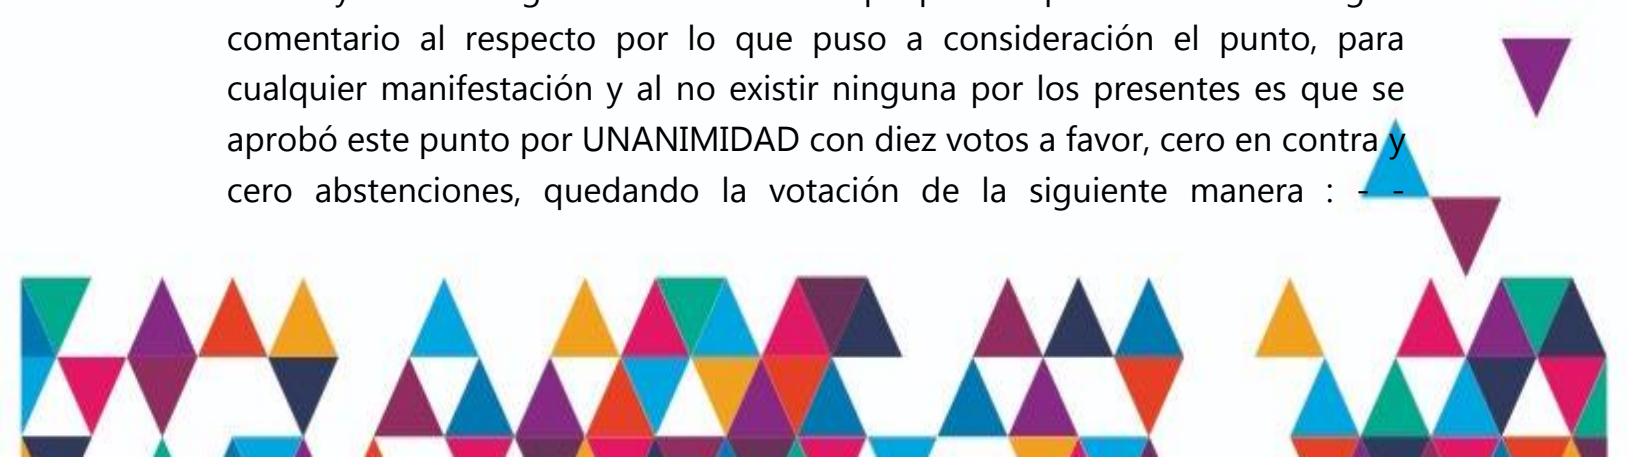 comentario al respecto por lo que puso a consideración el punto, para
cualquier manifestación y al no existir ninguna por los presentes es que se
aprobó este punto por UNANIMIDAD con diez votos a favor, cero en contra y
cero abstenciones, quedando la votación de la siguiente manera : - -